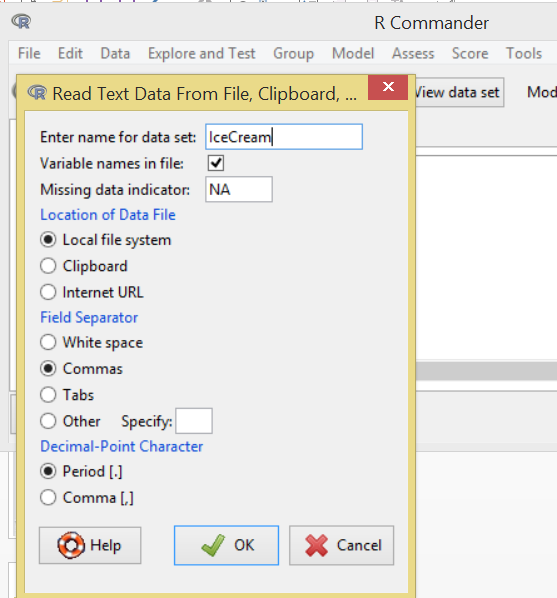 R Commander
File Edit Data Explore and Test Group Model Assess Score Tools
Read Text Data From File, Clipboard, ...
View data set
Mod
Enter name for data set: IceCream
Variable names in file:
Missing data indicator: NA
Location of Data File
Local file system
Clipboard
Internet URL
Field Separator
White space
Commas
Tabs
Other Specify:
Decimal-Point Character
Period [.]
Comma [,]
Help OK Cancel